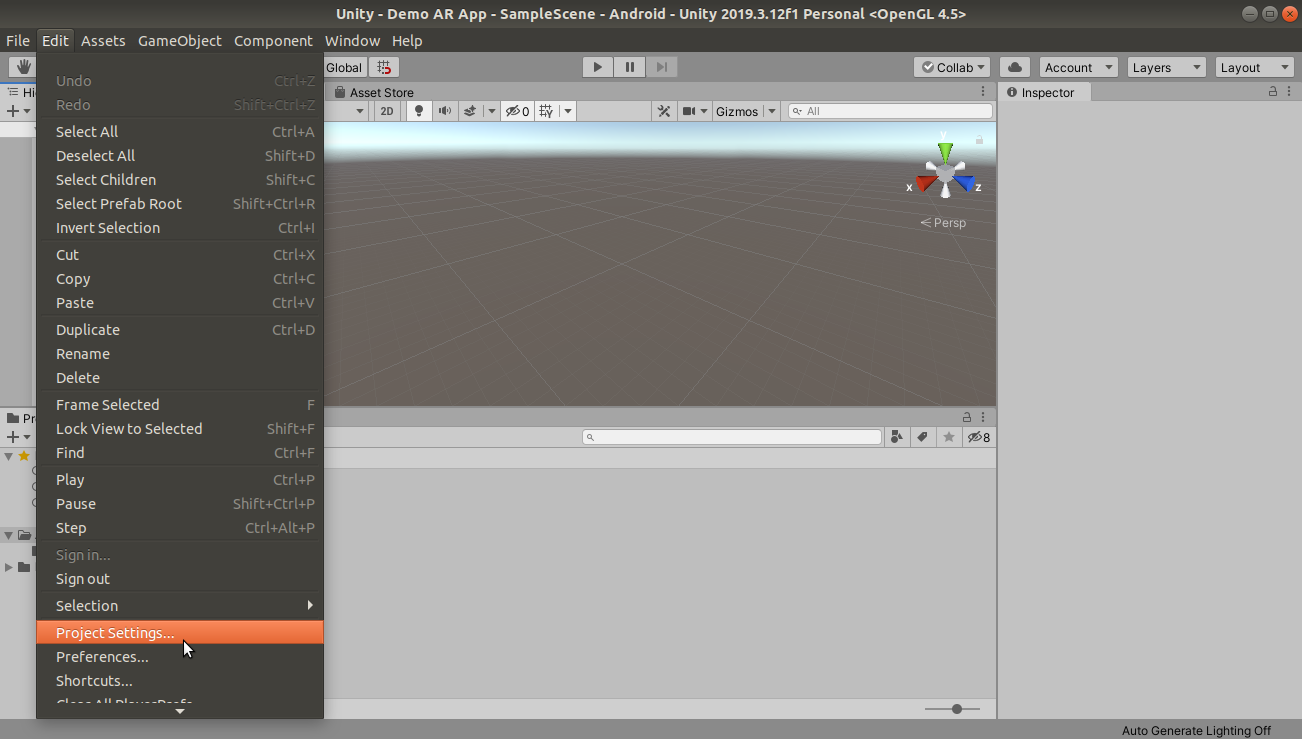 Unity - Demo AR App - SampleScene - Android - Unity 2019.3.12f1 Personal <OpenGL 4.5>
File Edit Assets GameObject Component Window Help
Global Collab Account Layers Layout
Hi Asset Store Inspector
2D 0 Gizmos All
Undo Ctrl+Z
Redo Shift+Ctrl+Z
Select All Ctrl+A
Deselect All Shift+D
Select Children Shift+C
Select Prefab Root Shift+Ctrl+R
Invert Selection Ctrl+I
Cut Ctrl+X
Copy Ctrl+C
Paste Ctrl+V
Duplicate Ctrl+D
Rename
Delete
Frame Selected F
Lock View to Selected Shift+F
Find Ctrl+F
Play Ctrl+P
Pause Shift+Ctrl+P
Step Ctrl+Alt+P
Sign in...
Sign out
Selection
Project Settings...
Preferences...
Shortcuts...
Clear All PlayerPrefs
y
x z
< Persp
Pr
8
Auto Generate Lighting Off